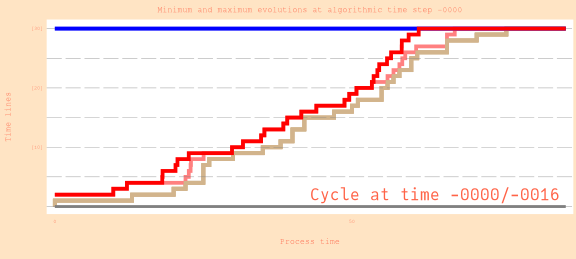 Minimum and maximum evolutions at algorithmic time step -0000
Time lines
Cycle at time -0000/-0016
Process time